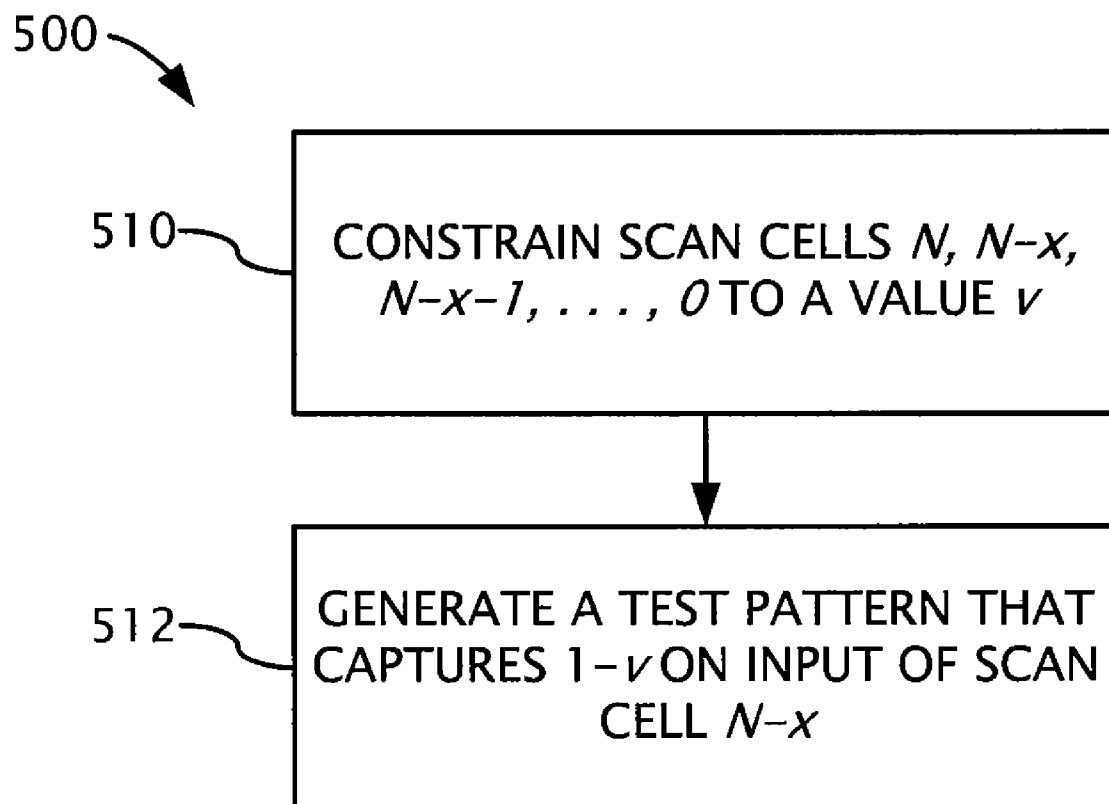 500
510
CONSTRAIN SCAN CELLS N, N-x,
N-x-1, . . . , 0 TO A VALUE v
512
GENERATE A TEST PATTERN THAT
CAPTURES 1-v ON INPUT OF SCAN
CELL N-x